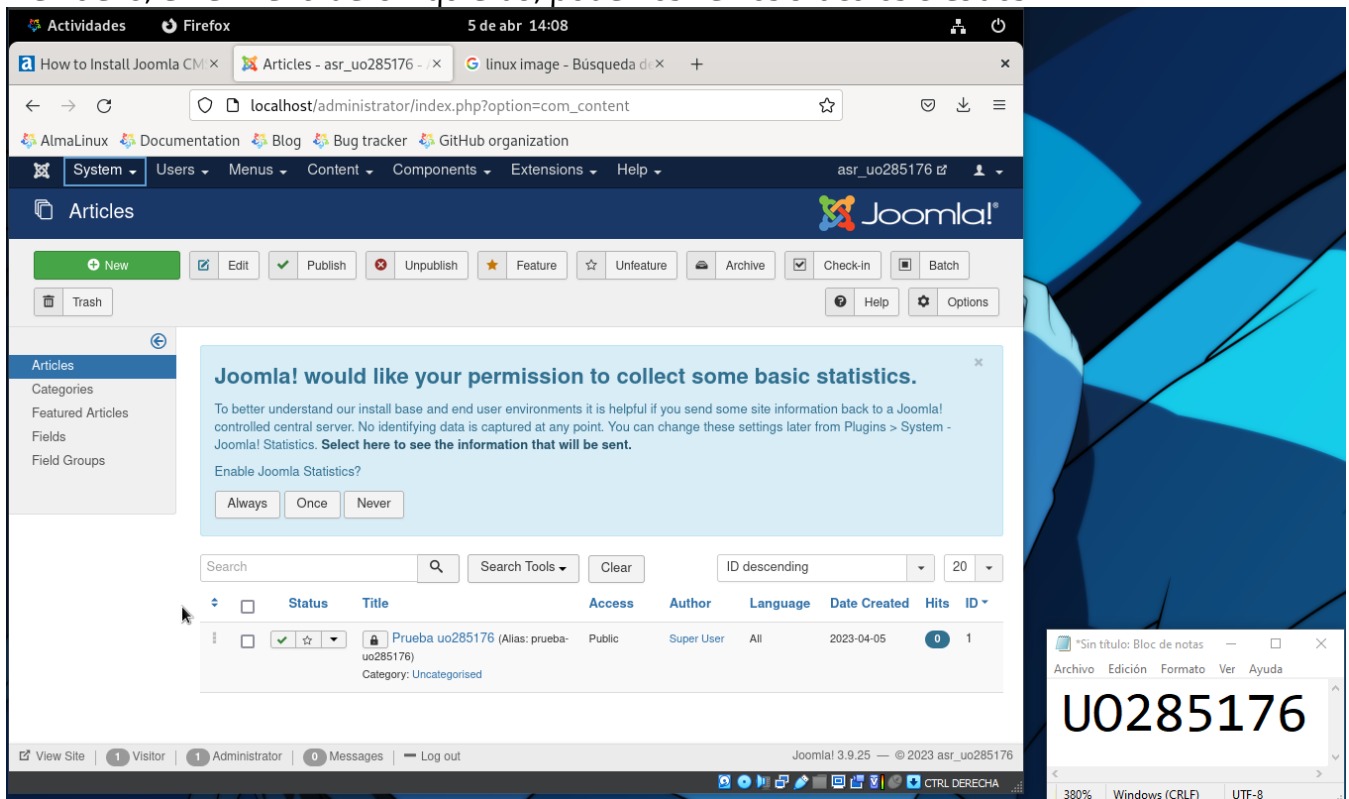 Actividades Firefox 5 de abr 14:08
How to Install Joomla CM × Articles - asr_uo285176 - × G linux image - Búsqueda de × + ×
localhost/administrator/index.php?option=com_content
AlmaLinux Documentation Blog Bug tracker GitHub organization
System Users Menus Content Components Extensions Help asr_uo285176
Articles Joomla!®
New Edit Publish Unpublish Feature Unfeature Archive Check-in Batch
Trash Help Options
Articles
Categories
Featured Articles
Fields
Field Groups
Joomla! would like your permission to collect some basic statistics. ×
To better understand our install base and end user environments it is helpful if you send some site information back to a Joomla!
controlled central server. No identifying data is captured at any point. You can change these settings later from Plugins > System -
Joomla! Statistics. Select here to see the information that will be sent.
Enable Joomla Statistics?
Always Once Never
Search Search Tools Clear ID descending 20
Status Title Access Author Language Date Created Hits ID
Prueba uo285176 (Alias: prueba- Public Super User All 2023-04-05 0 1
uo285176)
Category: Uncategorised
View Site | 1 Visitor | 1 Administrator | 0 Messages | Log out Joomla! 3.9.25 — © 2023 asr_uo285176
CTRL DERECHA
*Sin título: Bloc de notas
Archivo Edición Formato Ver Ayuda
UO285176
380% Windows (CRLF) UTF-8